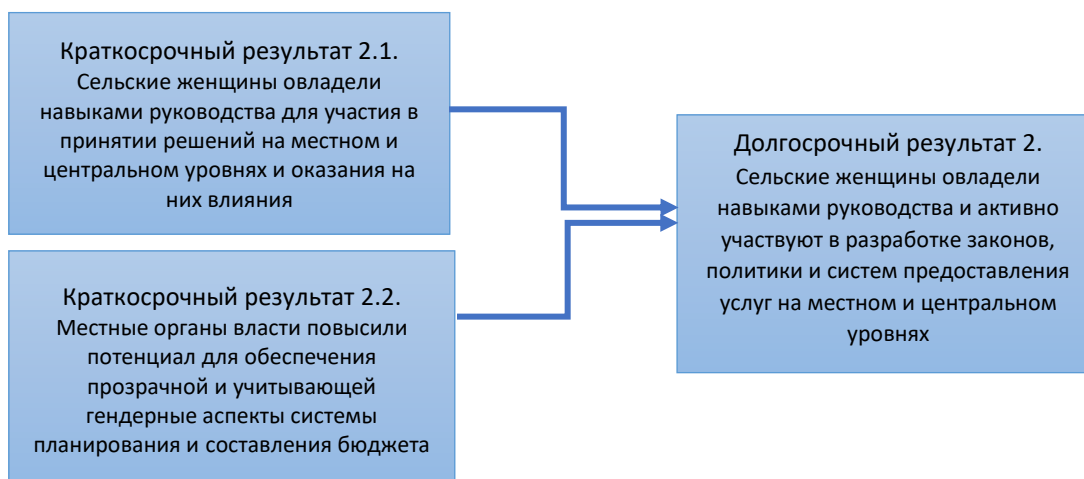 Краткосрочный результат 2.1.
Сельские женщины овладели
навыками руководства для участия в
принятии решений на местном и
центральном уровнях и оказания на
них влияния
Краткосрочный результат 2.2.
Местные органы власти повысили
потенциал для обеспечения
прозрачной и учитывающей
гендерные аспекты системы
планирования и составления бюджета
Долгосрочный результат 2.
Сельские женщины овладели
навыками руководства и активно
участвуют в разработке законов,
политики и систем предоставления
услуг на местном и центральном
уровнях